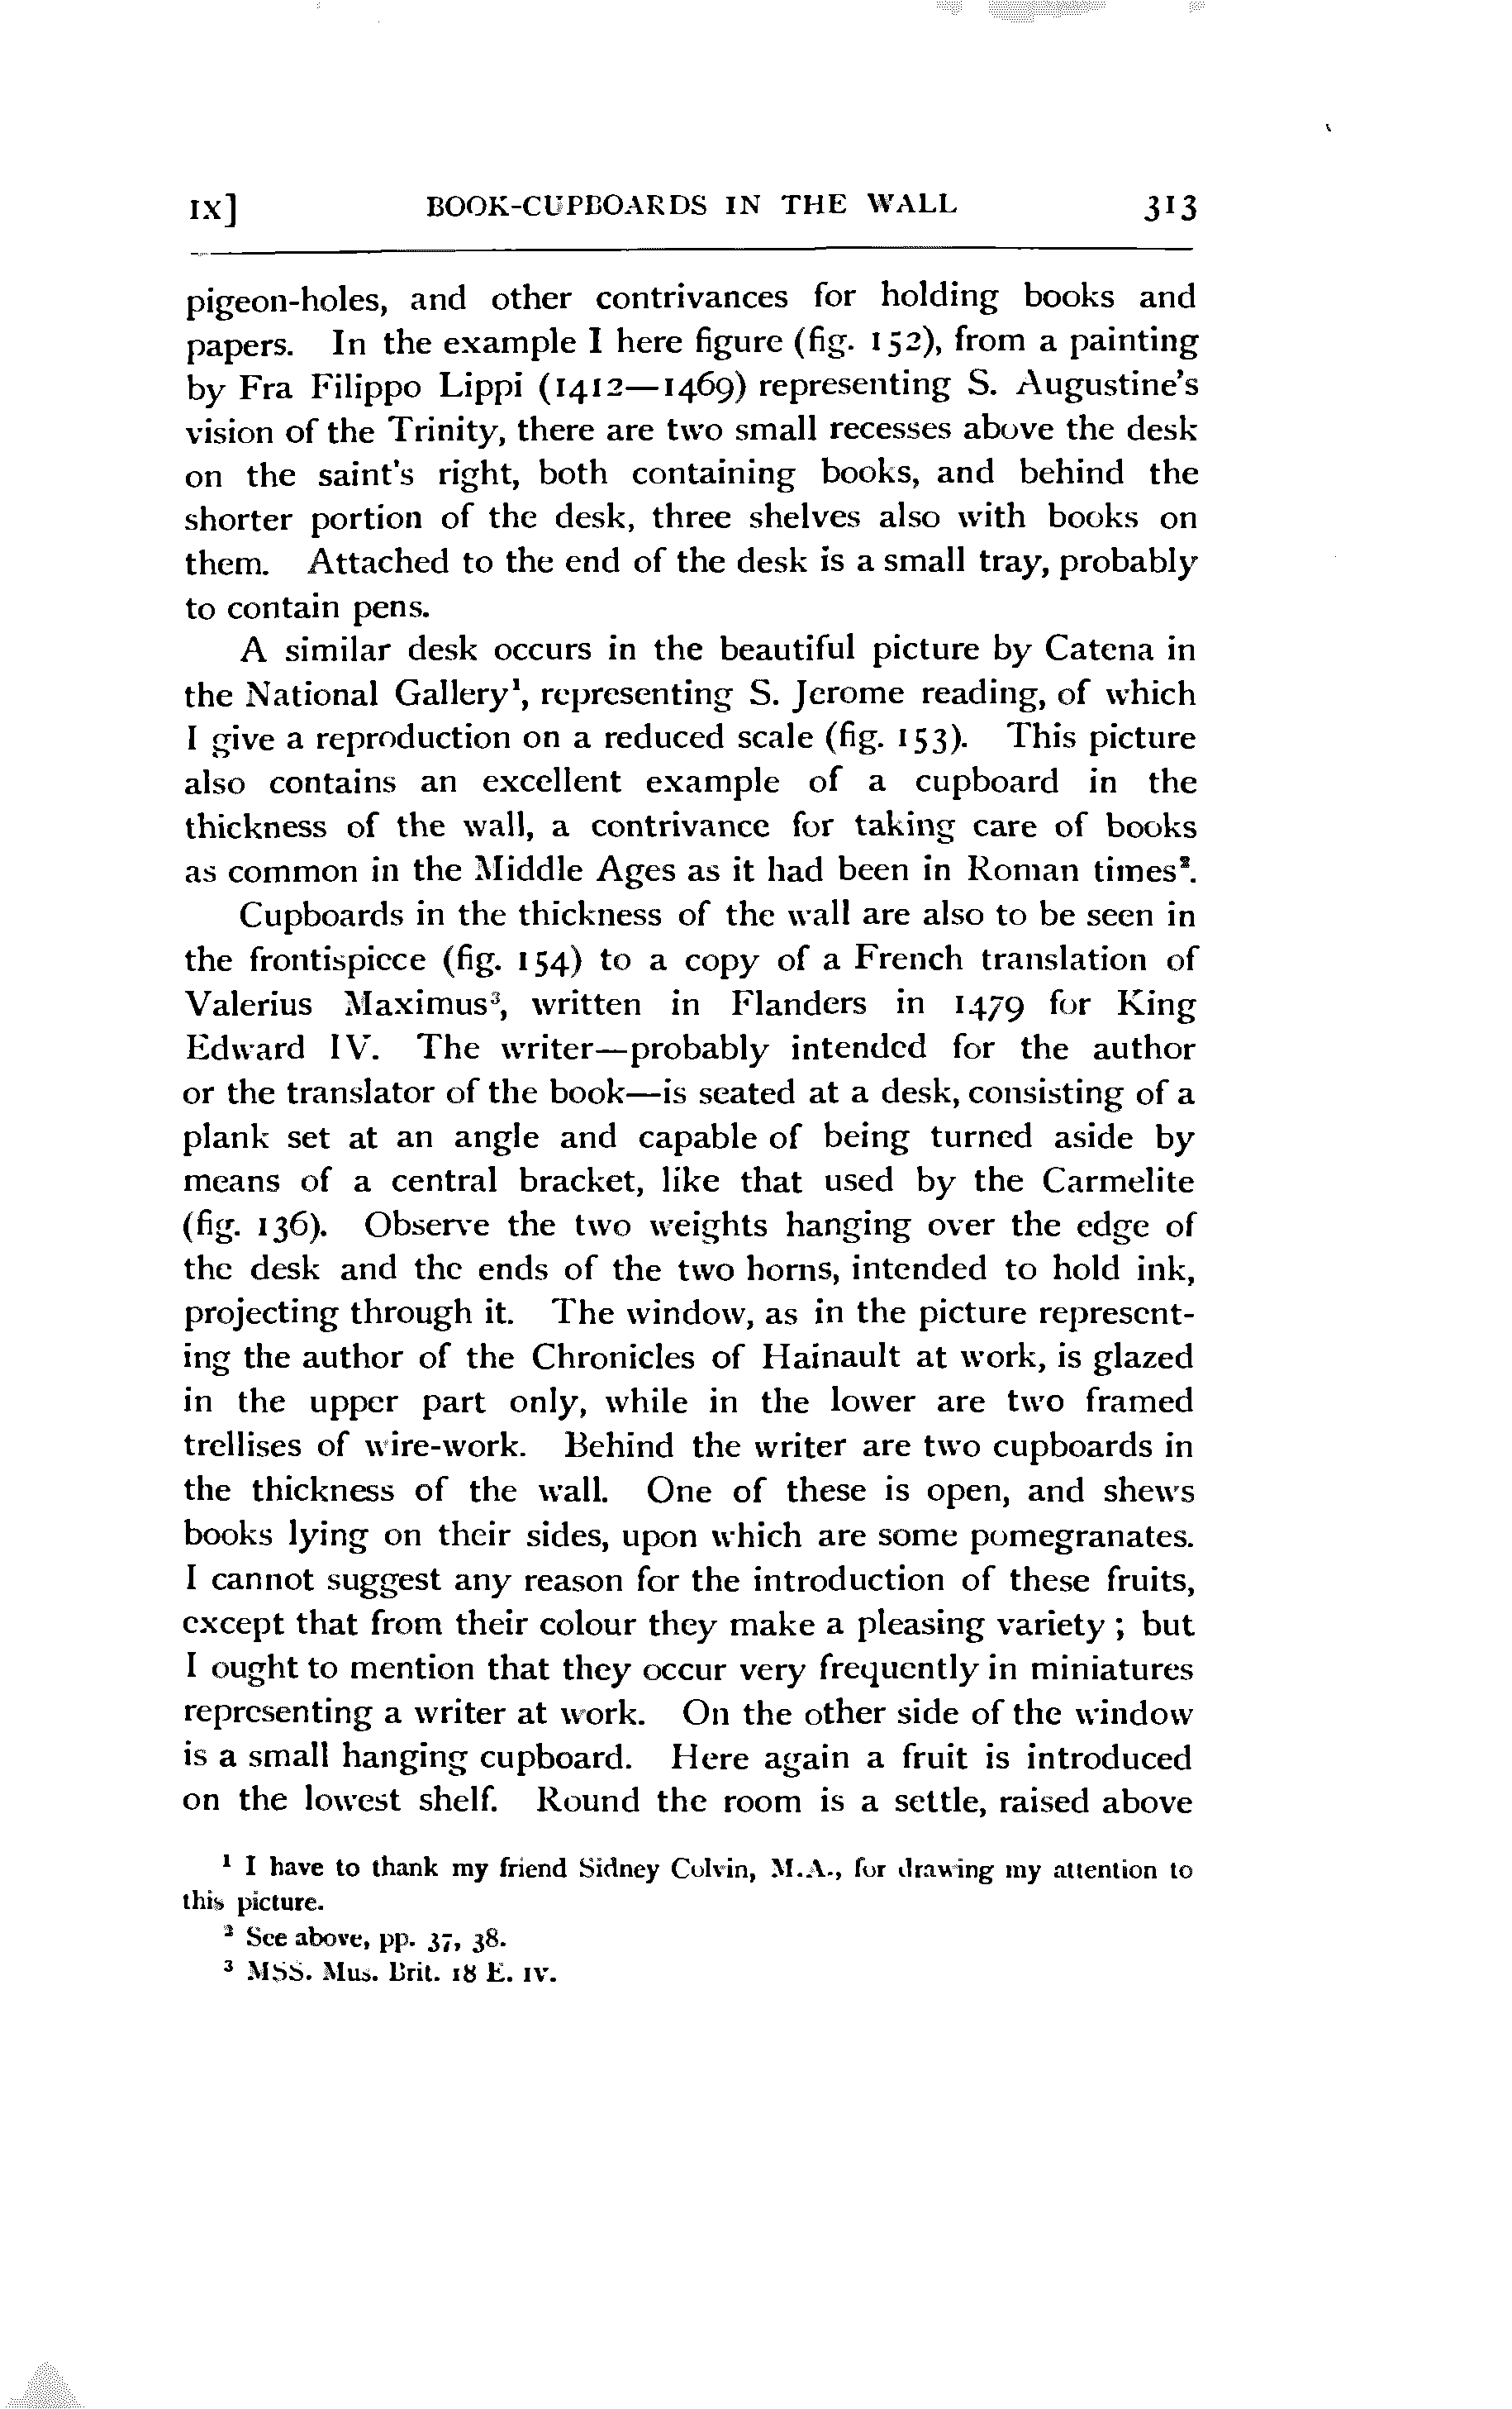 IX] BOOK-CUPBOARDS IN THE WALL 313
pigeon-holes, and other contrivances for holding books and
papers. In the example I here figure (fig. 152), from a painting
by Fra Filippo Lippi (1412—1469) representing S. Augustine's
vision of the Trinity, there are two small recesses above the desk
on the saint's right, both containing books, and behind the
shorter portion of the desk, three shelves also with books on
them. Attached to the end of the desk is a small tray, probably
to contain pens.
A similar desk occurs in the beautiful picture by Catena in
the National Gallery¹, representing S. Jerome reading, of which
I give a reproduction on a reduced scale (fig. 153). This picture
also contains an excellent example of a cupboard in the
thickness of the wall, a contrivance for taking care of books
as common in the Middle Ages as it had been in Roman times².
Cupboards in the thickness of the wall are also to be seen in
the frontispiece (fig. 154) to a copy of a French translation of
Valerius Maximus³, written in Flanders in 1479 for King
Edward IV. The writer—probably intended for the author
or the translator of the book—is seated at a desk, consisting of a
plank set at an angle and capable of being turned aside by
means of a central bracket, like that used by the Carmelite
(fig. 136). Observe the two weights hanging over the edge of
the desk and the ends of the two horns, intended to hold ink,
projecting through it. The window, as in the picture represent-
ing the author of the Chronicles of Hainault at work, is glazed
in the upper part only, while in the lower are two framed
trellises of wire-work. Behind the writer are two cupboards in
the thickness of the wall. One of these is open, and shews
books lying on their sides, upon which are some pomegranates.
I cannot suggest any reason for the introduction of these fruits,
except that from their colour they make a pleasing variety ; but
I ought to mention that they occur very frequently in miniatures
representing a writer at work. On the other side of the window
is a small hanging cupboard. Here again a fruit is introduced
on the lowest shelf. Round the room is a settle, raised above
¹ I have to thank my friend Sidney Colvin, M.A., for drawing my attention to
this picture.
² See above, pp. 37, 38.
³ MSS. Mus. Brit. 18 E. IV.